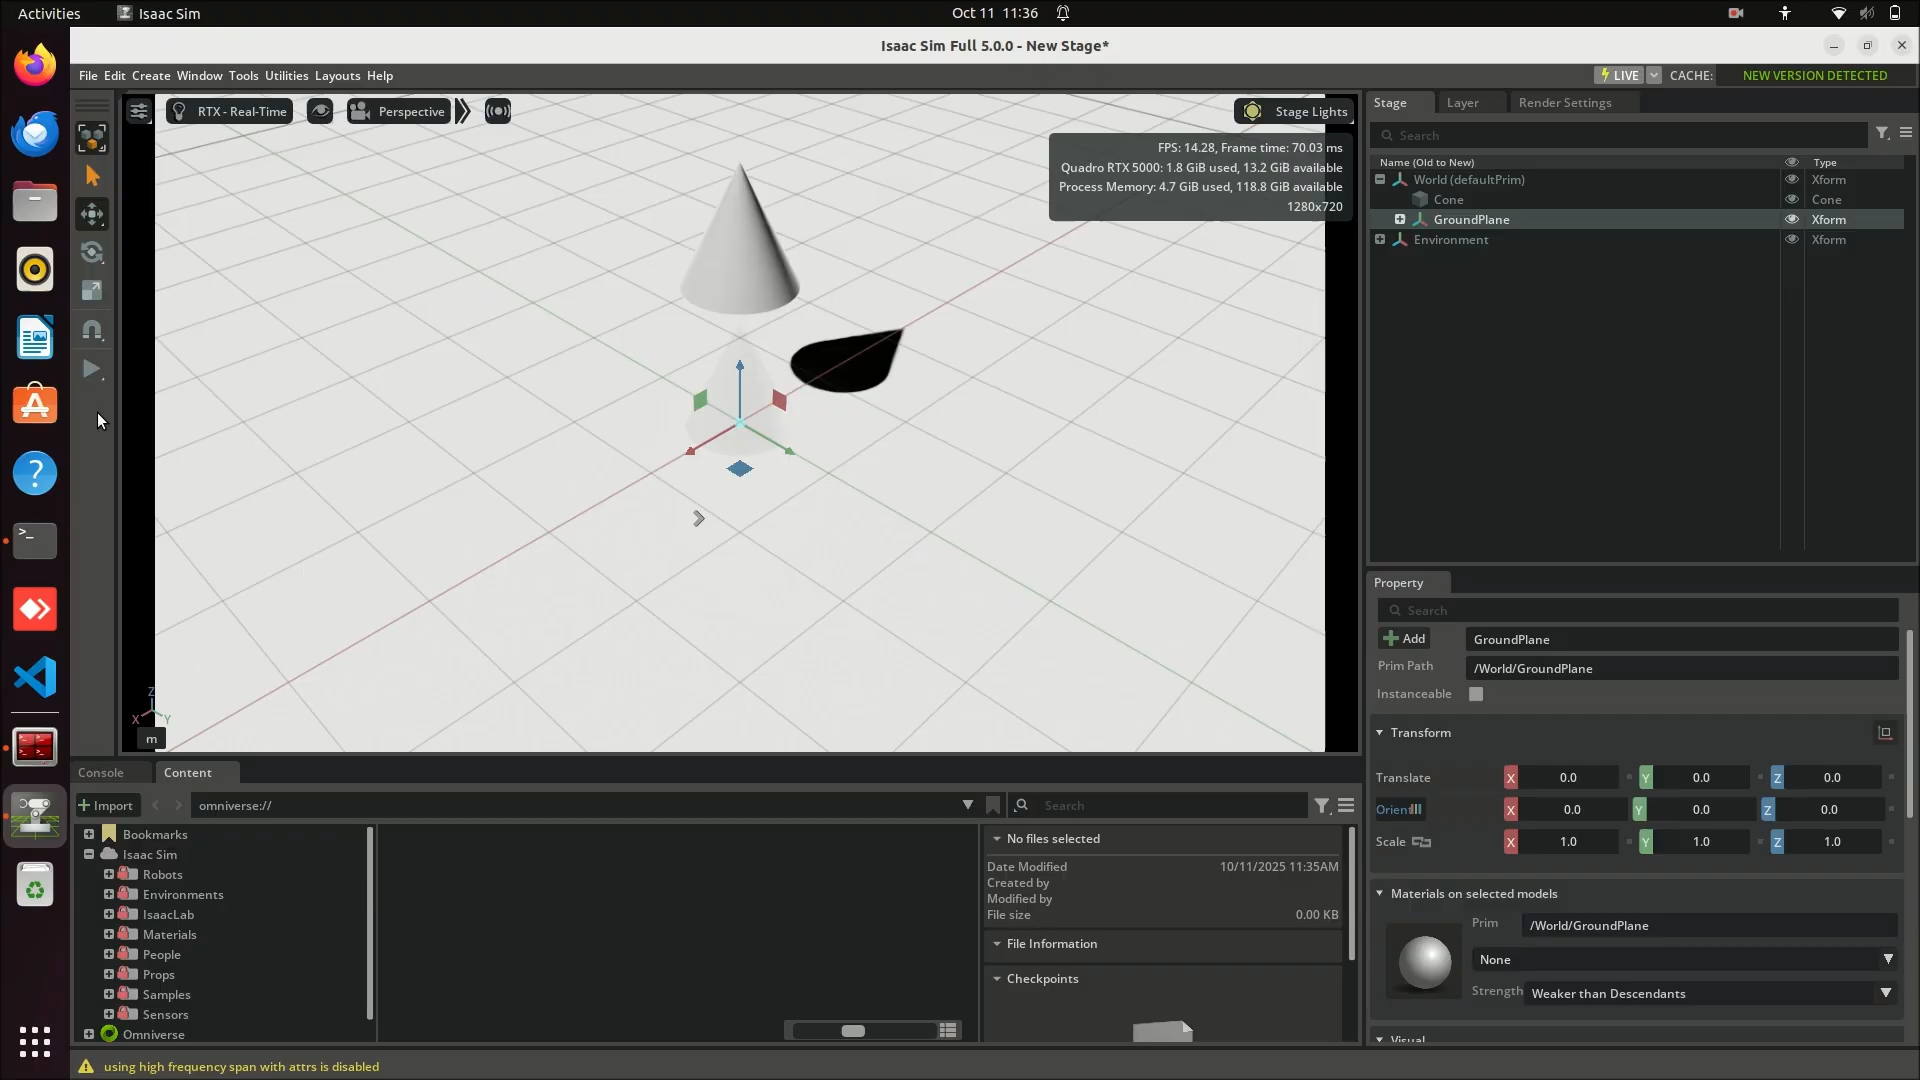 Activities
Isaac Sim
Oct 11 11:36
Isaac Sim Full 5.0.0 - New Stage*
File Edit Create Window Tools Utilities Layouts Help
LIVE
CACHE:
NEW VERSION DETECTED
RTX - Real-Time
Perspective
Stage Lights
FPS: 14.28, Frame time: 70.03 ms
Quadro RTX 5000: 1.8 GiB used, 13.2 GiB available
Process Memory: 4.7 GiB used, 118.8 GiB available
1280x720
Z
X Y
m
Stage Layer Render Settings
Search
Name (Old to New) Type
World (defaultPrim) Xform
Cone Cone
GroundPlane Xform
Environment Xform
Property
Search
Add GroundPlane
Prim Path /World/GroundPlane
Instanceable
Transform
Translate X 0.0 Y 0.0 Z 0.0
Orient X 0.0 Y 0.0 Z 0.0
Scale X 1.0 Y 1.0 Z 1.0
Materials on selected models
Prim /World/GroundPlane
None
Strength Weaker than Descendants
Visual
Console Content
Import omniverse:// Search
Bookmarks
Isaac Sim
Robots
Environments
IsaacLab
Materials
People
Props
Samples
Sensors
Omniverse
No files selected
Date Modified 10/11/2025 11:35AM
Created by
Modified by
File size 0.00 KB
File Information
Checkpoints
using high frequency span with attrs is disabled